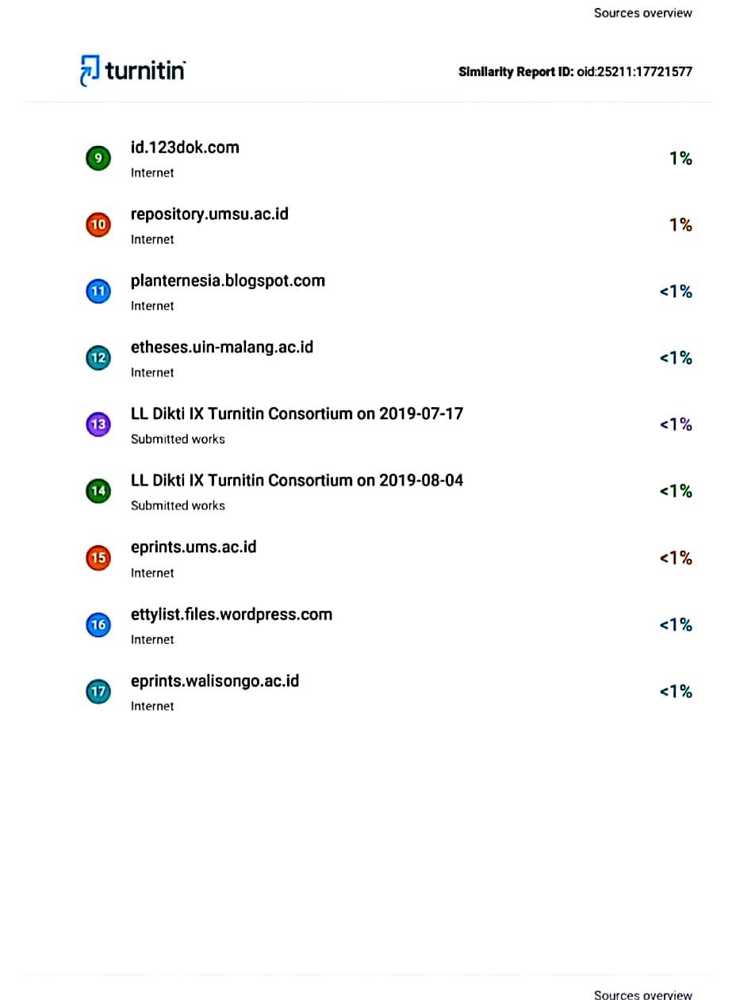 Sources overview
turnitin
Similarity Report ID: oid:25211:17721577
9 id.123dok.com 1%
Internet
10 repository.umsu.ac.id 1%
Internet
11 planternesia.blogspot.com <1%
Internet
12 etheses.uin-malang.ac.id <1%
Internet
13 LL Dikti IX Turnitin Consortium on 2019-07-17 <1%
Submitted works
14 LL Dikti IX Turnitin Consortium on 2019-08-04 <1%
Submitted works
15 eprints.ums.ac.id <1%
Internet
16 ettylist.files.wordpress.com <1%
Internet
17 eprints.walisongo.ac.id <1%
Internet
Sources overview